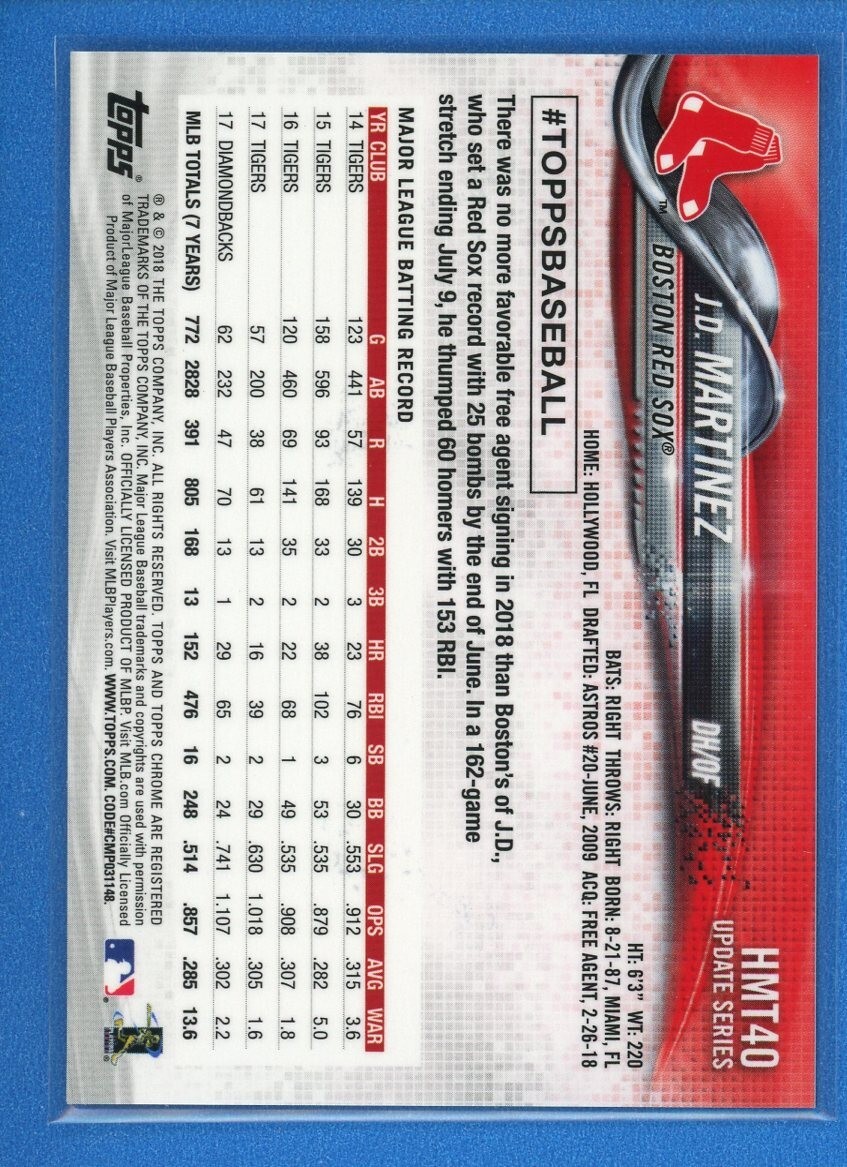 HMT40
UPDATE SERIES
J.D. MARTINEZ DH/OF
BOSTON RED SOX®
TM
HT: 6'3" WT: 220
BATS: RIGHT THROWS: RIGHT BORN: 8-21-87, MIAMI, FL
HOME: HOLLYWOOD, FL DRAFTED: ASTROS #20-JUNE, 2009 ACQ: FREE AGENT, 2-26-18
#TOPPSBASEBALL
There was no more favorable free agent signing in 2018 than Boston's of J.D.,
who set a Red Sox record with 25 bombs by the end of June. In a 162-game
stretch ending July 9, he thumped 60 homers with 153 RBI.
MAJOR LEAGUE BATTING RECORD
YR CLUB G AB R H 2B 3B HR RBI SB BB SLG OPS AVG WAR
14 TIGERS 123 441 57 139 30 3 23 76 6 30 .553 .912 .315 3.6
15 TIGERS 158 596 93 168 33 2 38 102 3 53 .535 .879 .282 5.0
16 TIGERS 120 460 69 141 35 2 22 68 1 49 .535 .908 .307 1.8
17 TIGERS 57 200 38 61 13 2 16 39 2 29 .630 1.018 .305 1.6
17 DIAMONDBACKS 62 232 47 70 13 1 29 65 2 24 .741 1.107 .302 2.2
MLB TOTALS (7 YEARS) 772 2828 391 805 168 13 152 476 16 248 .514 .857 .285 13.6
topps®
® & © 2018 THE TOPPS COMPANY, INC. ALL RIGHTS RESERVED. TOPPS AND TOPPS CHROME ARE REGISTERED
TRADEMARKS OF THE TOPPS COMPANY, INC. Major League Baseball trademarks and copyrights are used with permission
of MajorLeague Baseball Properties, Inc. OFFICIALLY LICENSED PRODUCT OF MLBP. Visit MLB.com Officially Licensed
Product of Major League Baseball Players Association. Visit MLBPlayers.com. WWW.TOPPS.COM. CODE#CMP031148.